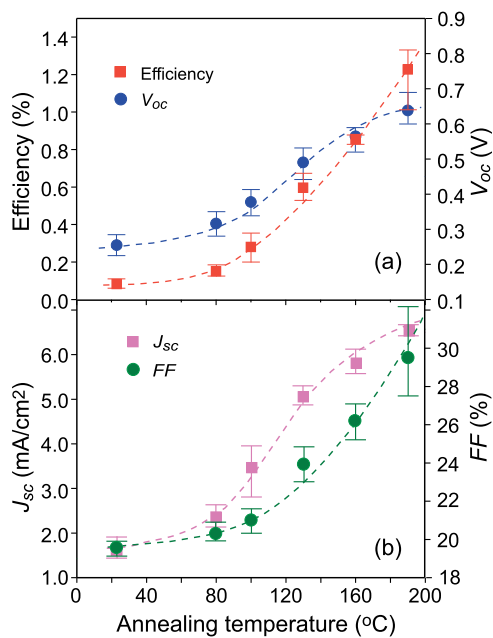 1.4
1.2
1.0
0.8
0.6
0.4
0.2
0.0
Efficiency (%)
Efficiency
Voc
0.9
0.8
0.7
0.6
0.5
0.4
0.3
0.2
0.1
Voc (V)
(a)
6.0
5.0
4.0
3.0
2.0
1.0
Jsc (mA/cm2)
Jsc
FF
30
28
26
24
22
20
18
FF (%)
(b)
0 40 80 120 160 200
Annealing temperature (ºC)